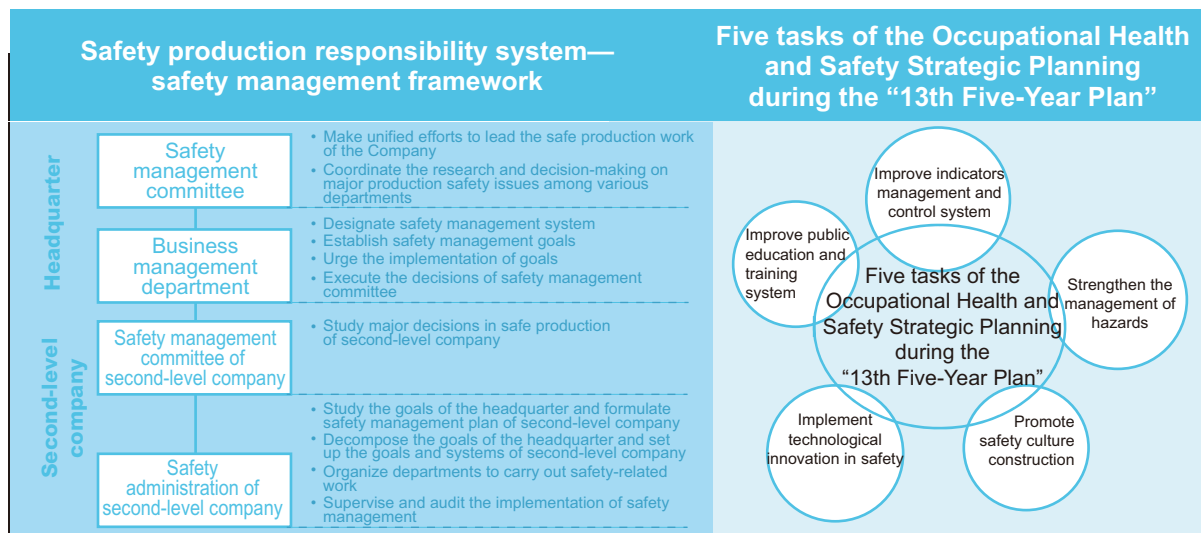 Safety production responsibility system—
safety management framework
Headquarter
Safety
management
committee
• Make unified efforts to lead the safe production work
of the Company
• Coordinate the research and decision-making on
major production safety issues among various
departments
Business
management
department
• Designate safety management system
• Establish safety management goals
• Urge the implementation of goals
• Execute the decisions of safety management
committee
Second-level
company
Safety management
committee of
second-level company
• Study major decisions in safe production
of second-level company
Safety
administration of
second-level company
• Study the goals of the headquarter and formulate
safety management plan of second-level company
• Decompose the goals of the headquarter and set
up the goals and systems of second-level company
• Organize departments to carry out safety-related
work
• Supervise and audit the implementation of safety
management
Five tasks of the Occupational Health
and Safety Strategic Planning
during the “13th Five-Year Plan”
Improve indicators
management and
control system
Improve public
education and
training
system
Strengthen the
management of
hazards
Five tasks of the
Occupational Health and
Safety Strategic Planning
during the
“13th Five-Year Plan”
Implement
technological
innovation in safety
Promote
safety culture
construction